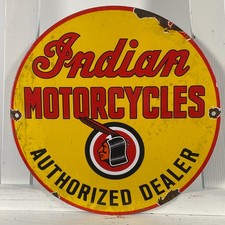 Indian
MOTORCYCLES
AUTHORIZED DEALER